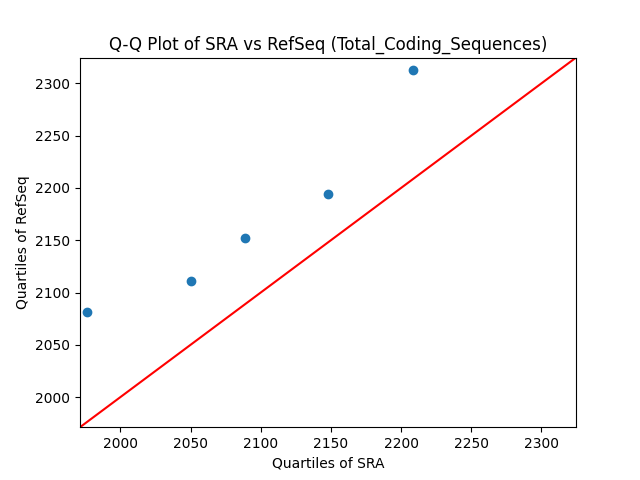 Q-Q Plot of SRA vs RefSeq (Total_Coding_Sequences)
2300
2250
2200
2150
2100
2050
2000
Quartiles of RefSeq
2000 2050 2100 2150 2200 2250 2300
Quartiles of SRA